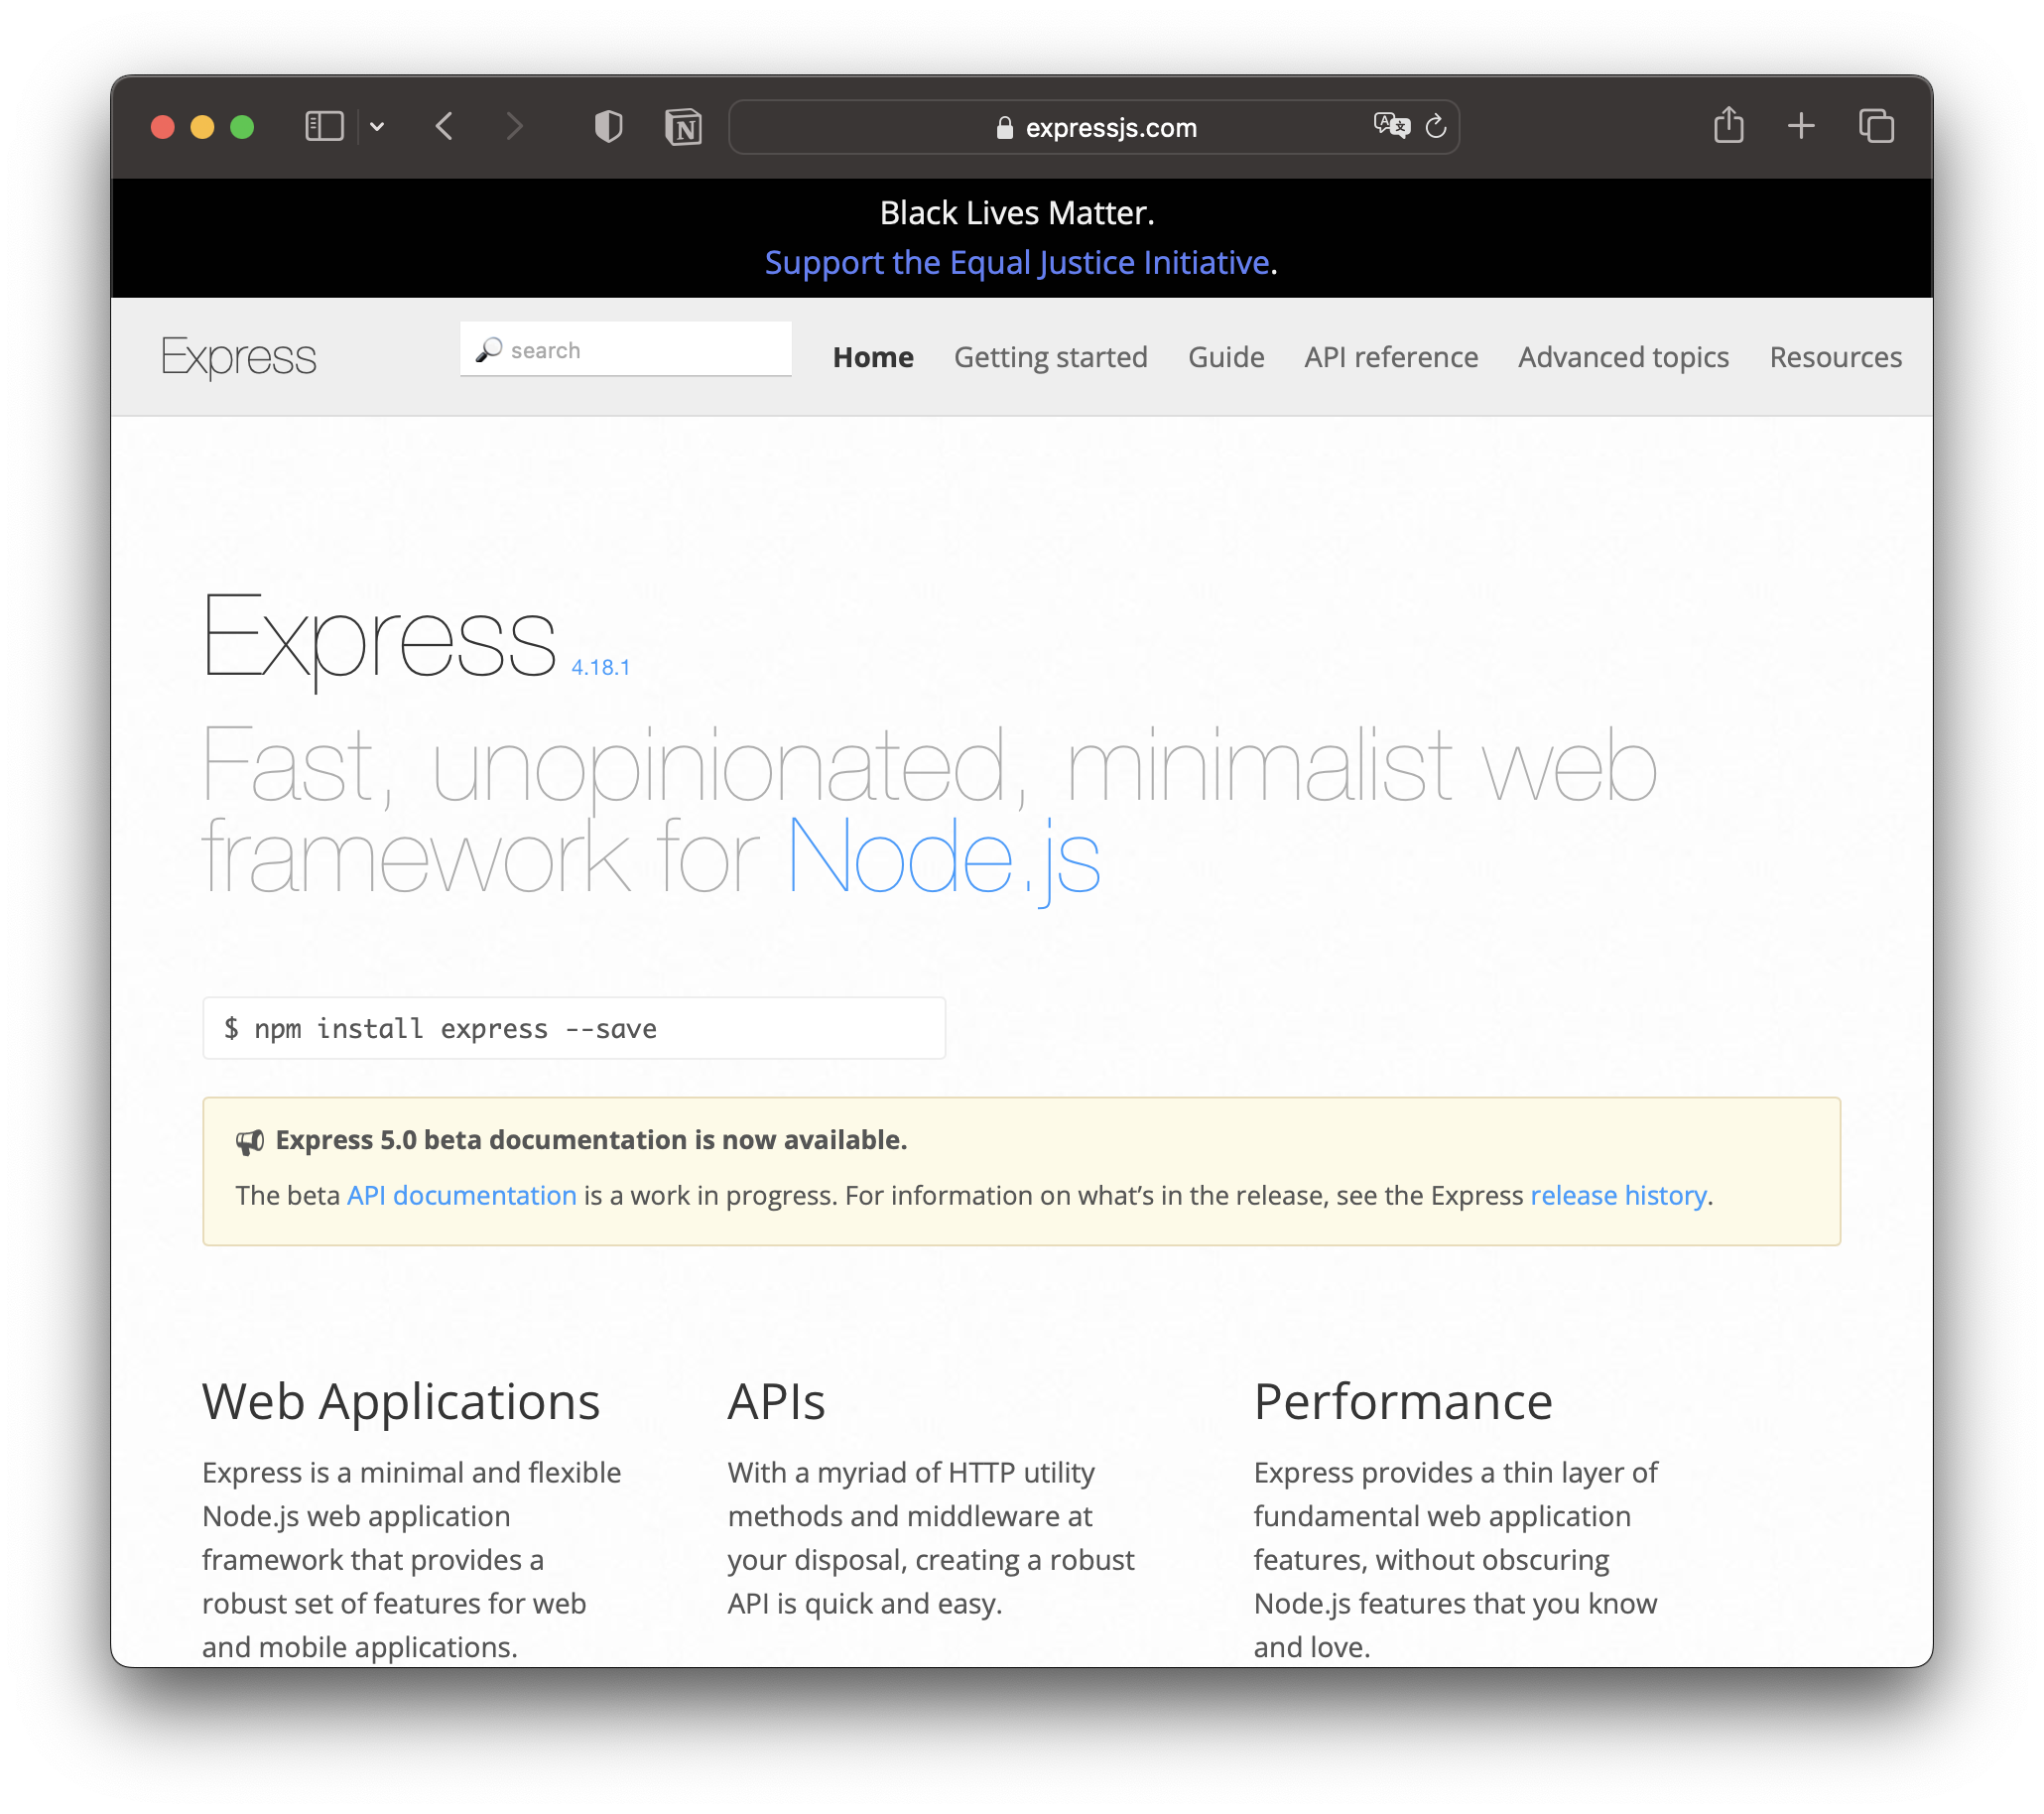 expressjs.com
Black Lives Matter.
Support the Equal Justice Initiative.
Express
search
Home Getting started Guide API reference Advanced topics Resources
Express 4.18.1
Fast, unopinionated, minimalist web
framework for Node.js
$ npm install express --save
Express 5.0 beta documentation is now available.
The beta API documentation is a work in progress. For information on what’s in the release, see the Express release history.
Web Applications
Express is a minimal and flexible
Node.js web application
framework that provides a
robust set of features for web
and mobile applications.
APIs
With a myriad of HTTP utility
methods and middleware at
your disposal, creating a robust
API is quick and easy.
Performance
Express provides a thin layer of
fundamental web application
features, without obscuring
Node.js features that you know
and love.